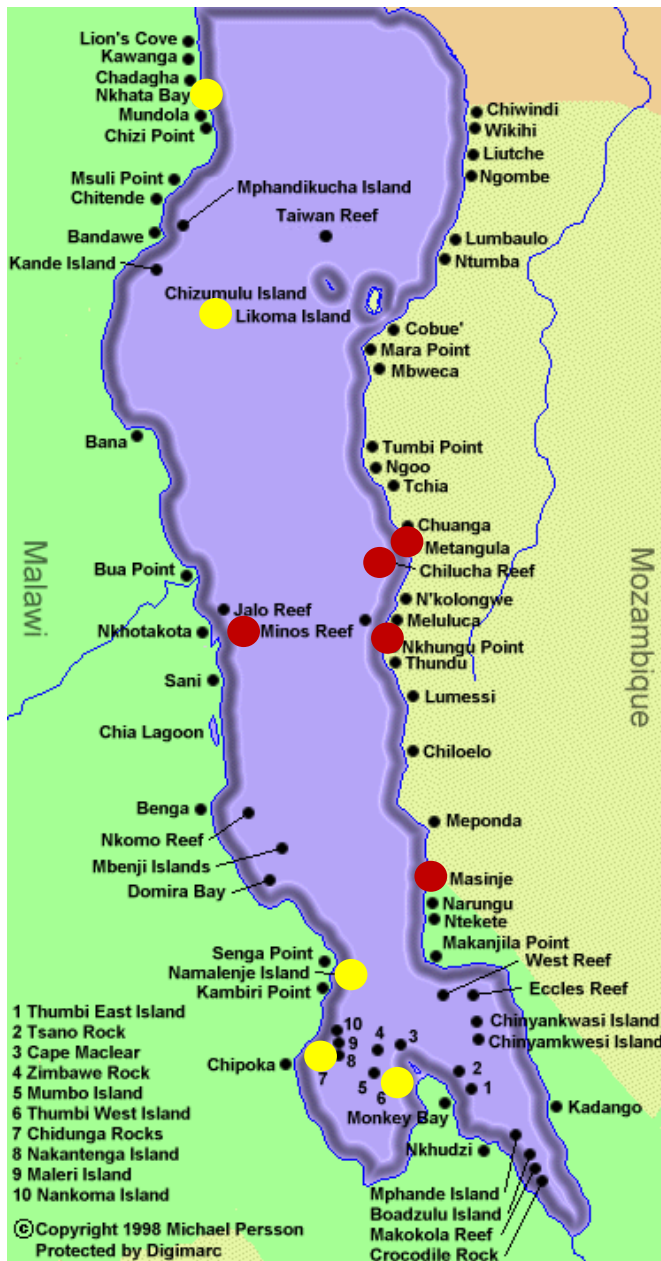 Lion's Cove
Kawanga
Chadagha
Nkhata Bay
Mundola
Chizi Point
Chiwindi
Wikihi
Liutche
Ngombe
Msuli Point
Chitende
Mphandikucha Island
Taiwan Reef
Bandawe
Lumbaulo
Ntumba
Kande Island
Chizumulu Island
Likoma Island
Cobue'
Mara Point
Mbweca
Bana
Tumbi Point
Ngoo
Tchia
Chuanga
Metangula
Chilucha Reef
Malawi
Mozambique
Bua Point
N'kolongwe
Jalo Reef
Meluluca
Nkhotakota
Minos Reef
Nkhungu Point
Thundu
Sani
Lumessi
Chia Lagoon
Chiloelo
Benga
Meponda
Nkomo Reef
Mbenji Islands
Domira Bay
Masinje
Narungu
Ntekete
Makanjila Point
West Reef
Senga Point
Namalenje Island
Kambiri Point
Eccles Reef
Chinyankwasi Island
Chinyamkwesi Island
10
9
8
7
4
3
5
6
2
1
Chipoka
Monkey Bay
Kadango
Nkhudzi
Mphande Island
Boadzulu Island
Makokola Reef
Crocodile Rock
1 Thumbi East Island
2 Tsano Rock
3 Cape Maclear
4 Zimbawe Rock
5 Mumbo Island
6 Thumbi West Island
7 Chidunga Rocks
8 Nakantenga Island
9 Maleri Island
10 Nankoma Island
©Copyright 1998 Michael Persson
Protected by Digimarc